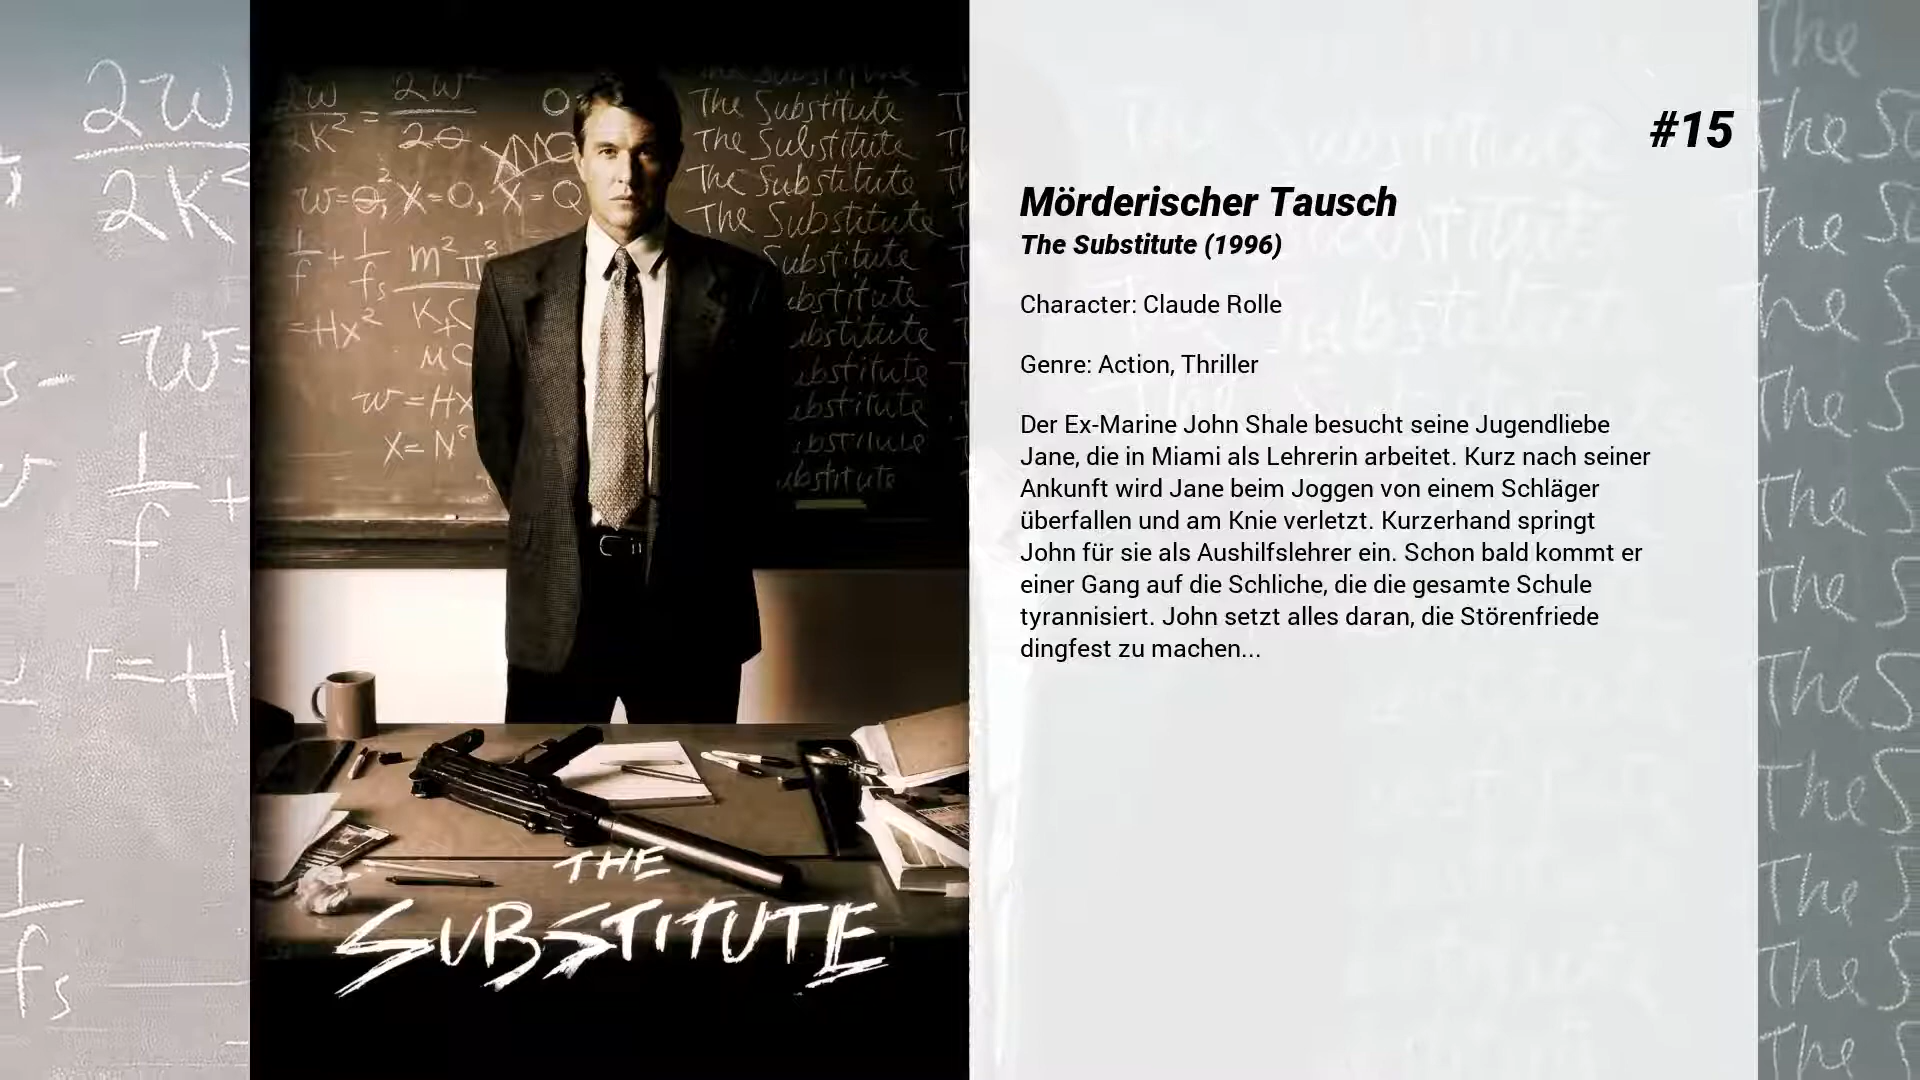 #15
Mörderischer Tausch
The Substitute (1996)
Character: Claude Rolle
Genre: Action, Thriller
Der Ex-Marine John Shale besucht seine Jugendliebe
Jane, die in Miami als Lehrerin arbeitet. Kurz nach seiner
Ankunft wird Jane beim Joggen von einem Schläger
überfallen und am Knie verletzt. Kurzerhand springt
John für sie als Aushilfslehrer ein. Schon bald kommt er
einer Gang auf die Schliche, die die gesamte Schule
tyrannisiert. John setzt alles daran, die Störenfriede
dingfest zu machen...
The Substitute
The Substitute
The Substitute
The Substitute
Substitute
THE
SUBSTITUTE